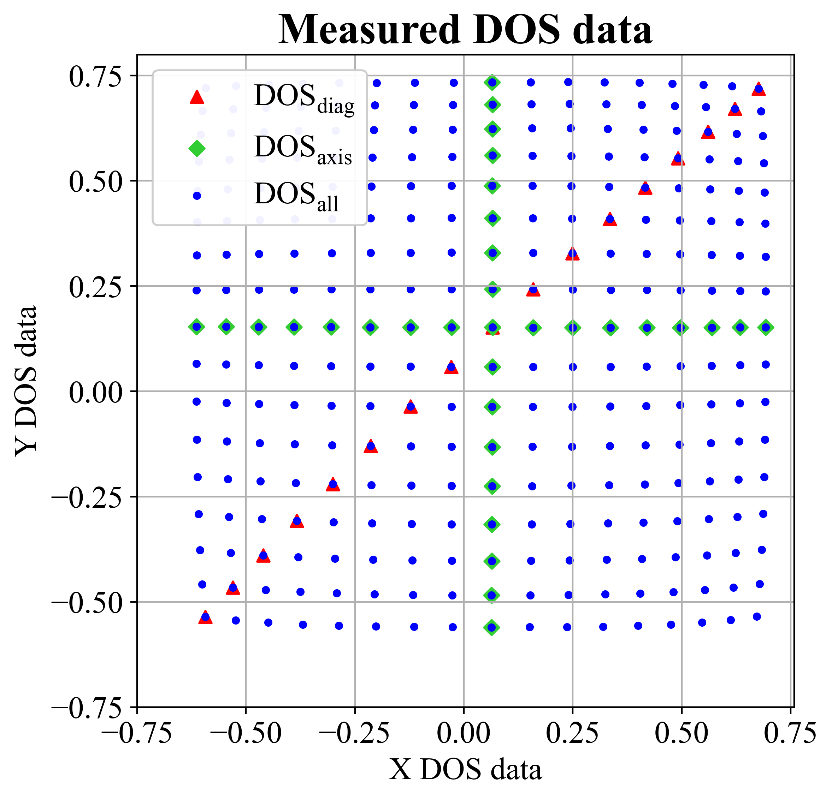 Measured DOS data
DOSdiag
DOSaxis
DOSall
Y DOS data
0.75
0.50
0.25
0.00
−0.25
−0.50
−0.75
−0.75 −0.50 −0.25 0.00 0.25 0.50 0.75
X DOS data